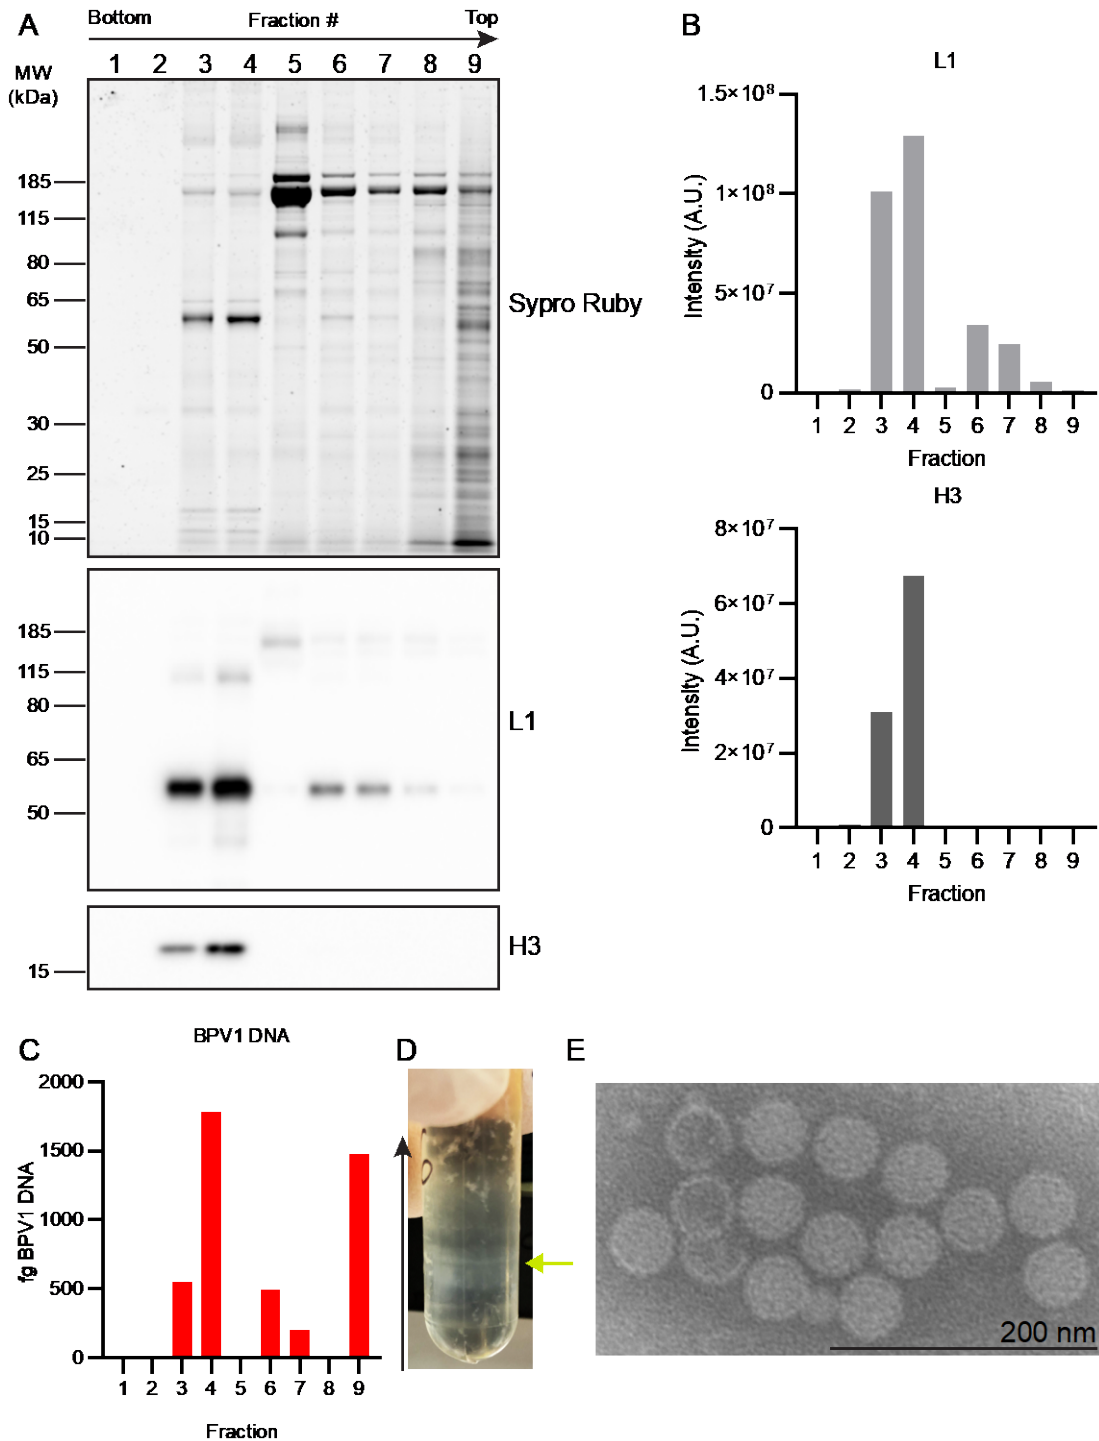 A
Bottom Fraction # Top
MW
(kDa)
1 2 3 4 5 6 7 8 9
185
115
80
65
50
30
25
15
10
Sypro Ruby
185
115
80
65
50
L1
15
H3
B
L1
1.5×10⁸
1×10⁸
5×10⁷
0
Intensity (A.U.)
1 2 3 4 5 6 7 8 9
Fraction
H3
8×10⁷
6×10⁷
4×10⁷
2×10⁷
0
Intensity (A.U.)
1 2 3 4 5 6 7 8 9
Fraction
C
BPV1 DNA
2000
1500
1000
500
0
fg BPV1 DNA
1 2 3 4 5 6 7 8 9
Fraction
D
E
200 nm